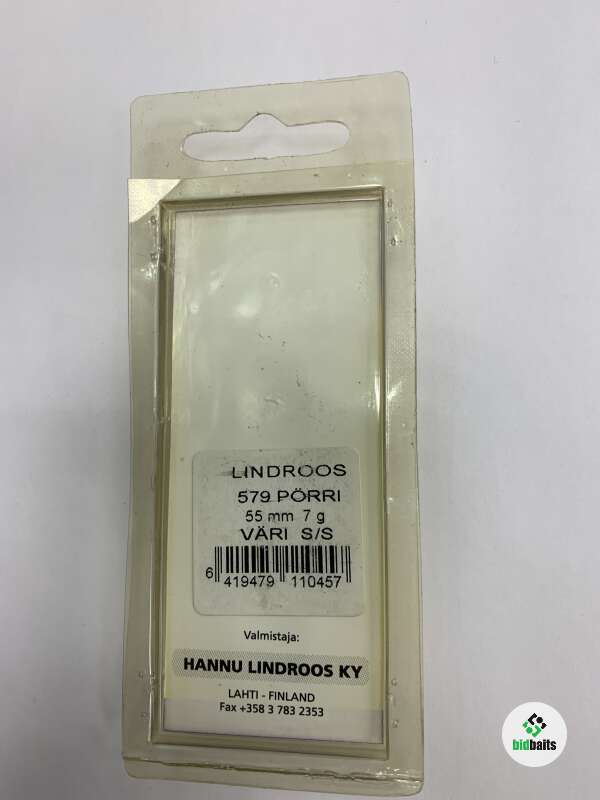 LINDROOS
579 PÖRRI
55 mm 7 g
VÄRI S/S
6 419479 110457
Valmistaja:
HANNU LINDROOS KY
LAHTI - FINLAND
Fax +358 3 783 2353
bidbaits